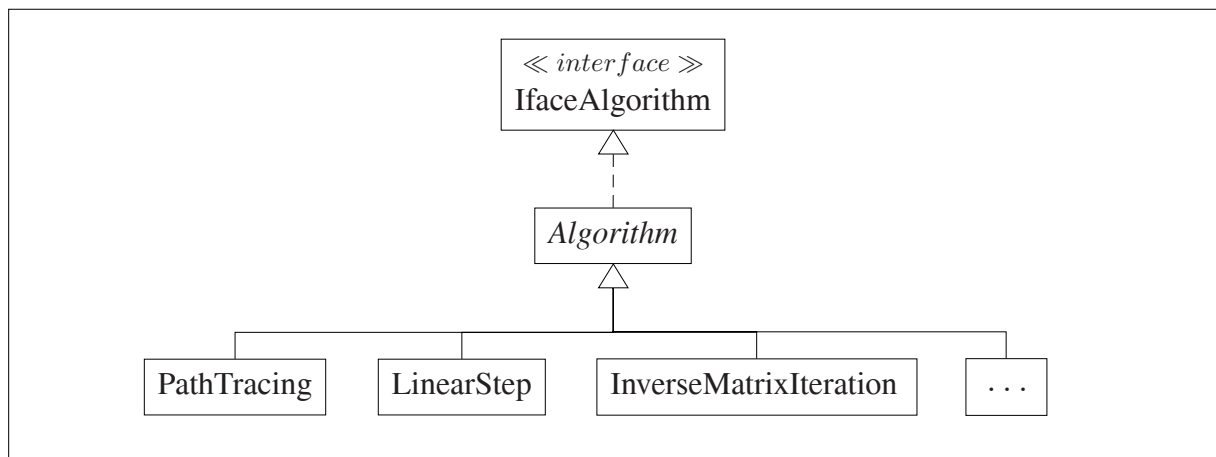 ≪ interface ≫
IfaceAlgorithm
Algorithm
PathTracing
LinearStep
InverseMatrixIteration
. . .